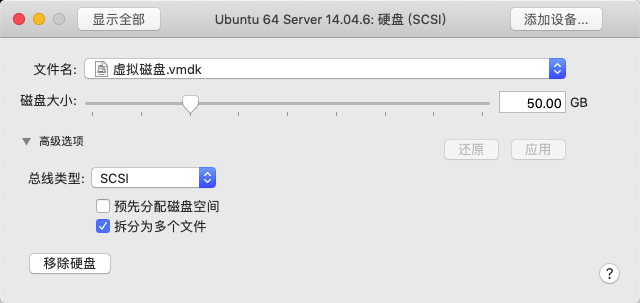 显示全部
Ubuntu 64 Server 14.04.6: 硬盘 (SCSI)
添加设备...
文件名: 虚拟磁盘.vmdk
磁盘大小: 50.00 GB
高级选项
还原 应用
总线类型: SCSI
预先分配磁盘空间
拆分为多个文件
移除硬盘
?